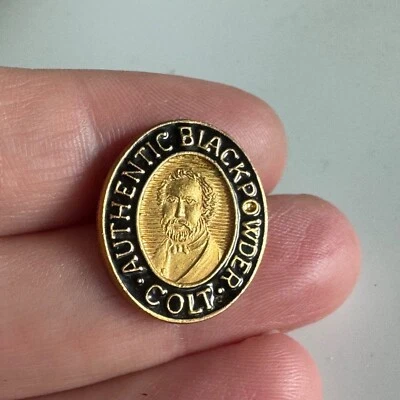 · AUTHENTIC BLACKPOWDER ·
COLT